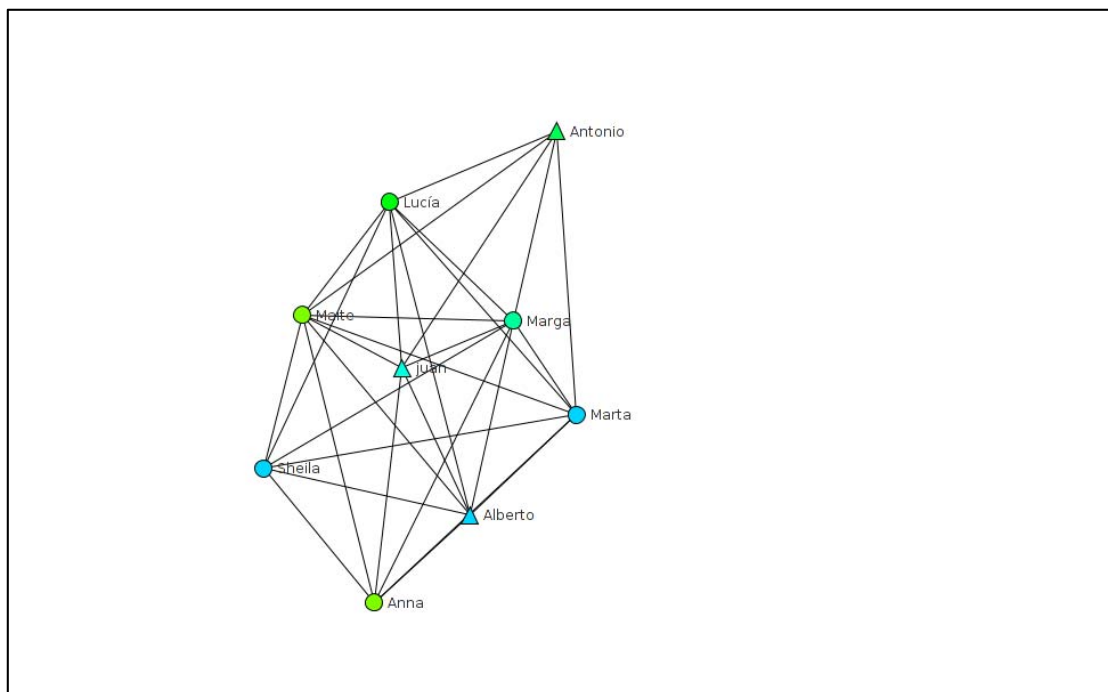 Antonio
Lucía
Maite
Marga
juan
Marta
Sheila
Alberto
Anna